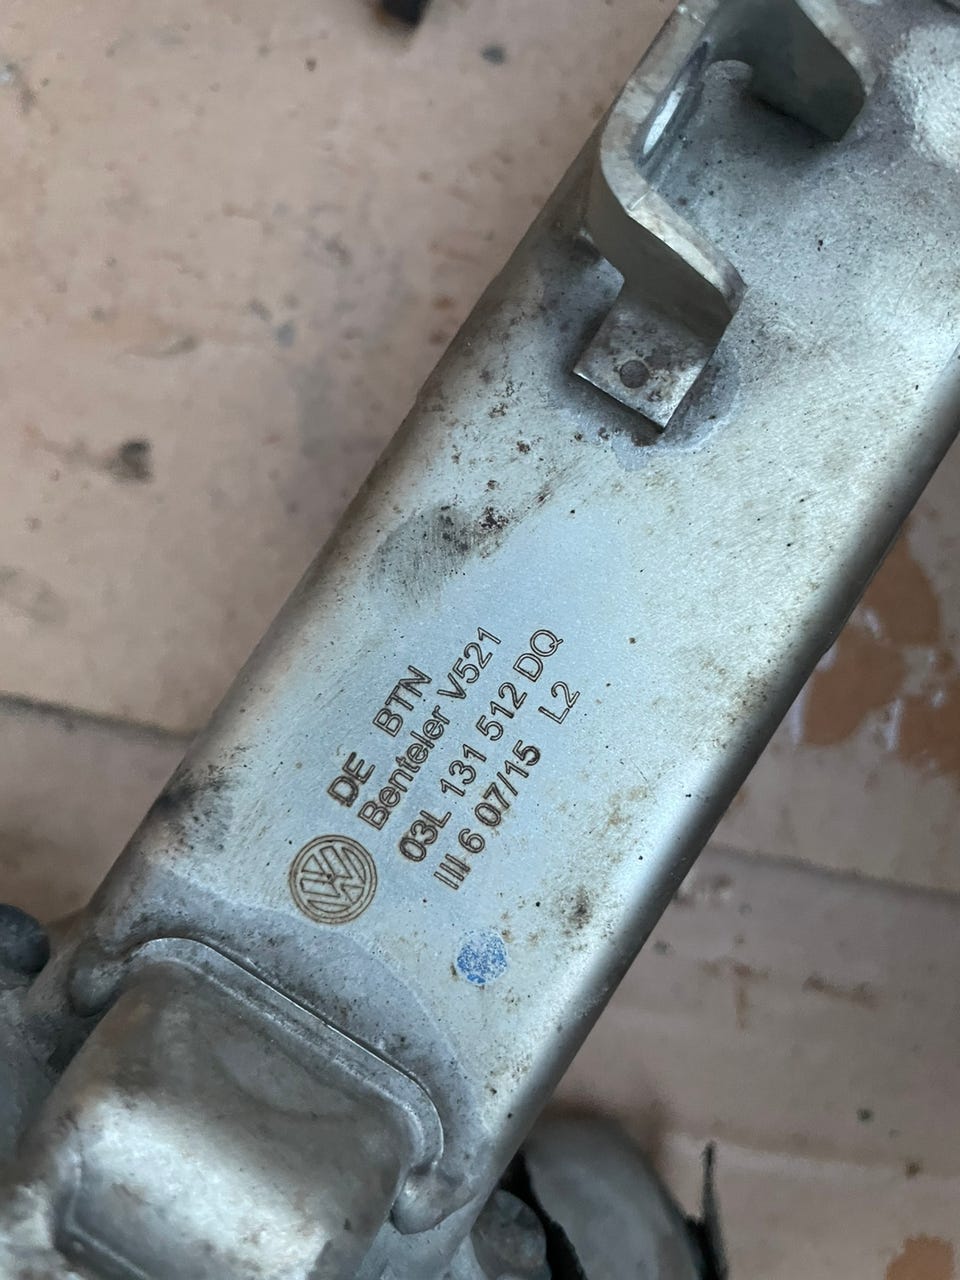 DE BTN
Benteler V521
03L 131 512 DQ
III 6 07/15 L2